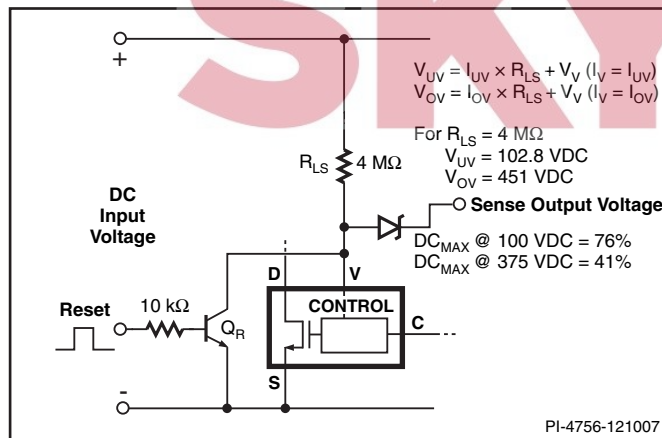 SKY
+
V_UV = I_UV × R_LS + V_V (I_V = I_UV)
V_OV = I_OV × R_LS + V_V (I_V = I_OV)
For R_LS = 4 MΩ
V_UV = 102.8 VDC
V_OV = 451 VDC
R_LS 4 MΩ
DC
Input
Voltage
Sense Output Voltage
DC_MAX @ 100 VDC = 76%
DC_MAX @ 375 VDC = 41%
D V
CONTROL
C
Reset
10 kΩ
Q_R
S
-
PI-4756-121007